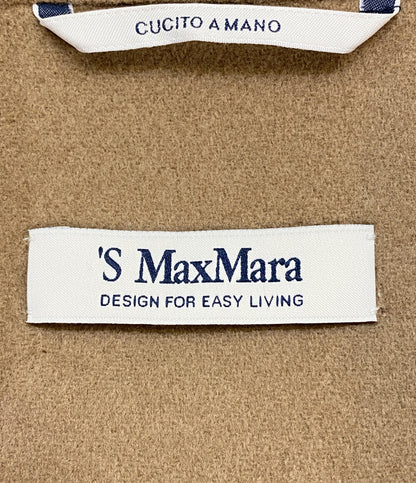 CUCITO A MANO
'S MaxMara
DESIGN FOR EASY LIVING